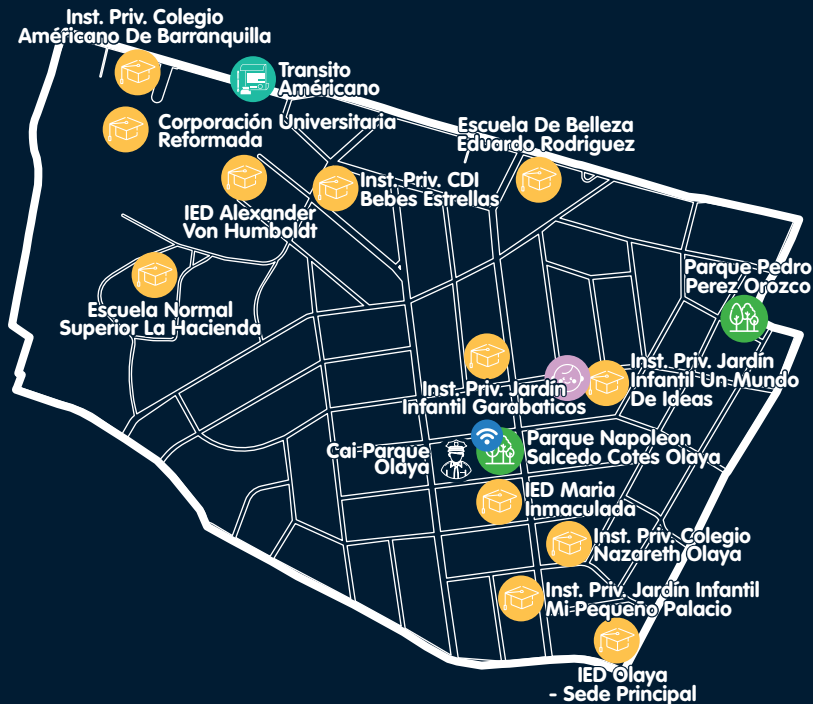 Inst. Priv. Colegio
Américano De Barranquilla
Transito
Américano
Corporación Universitaria
Reformada
Escuela De Belleza
Eduardo Rodriguez
Inst. Priv. CDI
Bebes Estrellas
IED Alexander
Von Humboldt
Escuela Normal
Superior La Hacienda
Parque Pedro
Perez Orozco
Inst. Priv. Jardín
Infantil Un Mundo
De Ideas
Inst. Priv. Jardín
Infantil Garabaticos
Cai Parque
Olaya
Parque Napoleon
Salcedo Cotes Olaya
IED Maria
Inmaculada
Inst. Priv. Colegio
Nazareth Olaya
Inst. Priv. Jardín Infantil
Mi Pequeño Palacio
IED Olaya
- Sede Principal